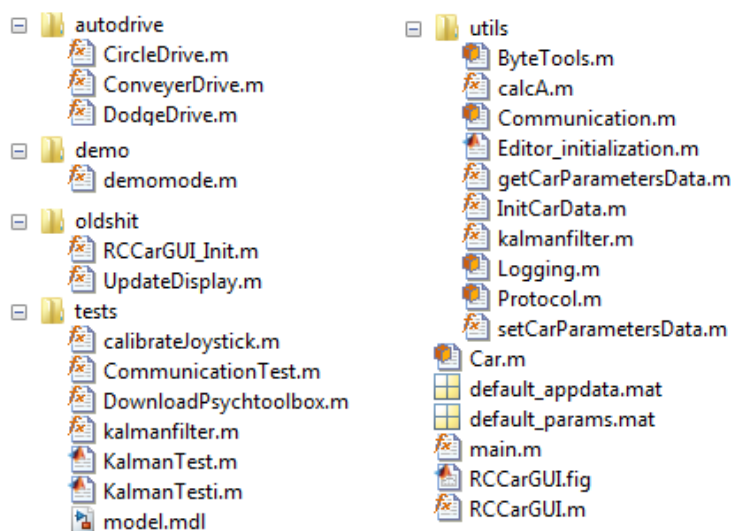 autodrive
CircleDrive.m
ConveyerDrive.m
DodgeDrive.m
demo
demomode.m
oldshit
RCCarGUI_Init.m
UpdateDisplay.m
tests
calibrateJoystick.m
CommunicationTest.m
DownloadPsychtoolbox.m
kalmanfilter.m
KalmanTest.m
KalmanTesti.m
model.mdl
utils
ByteTools.m
calcA.m
Communication.m
Editor_initialization.m
getCarParametersData.m
InitCarData.m
kalmanfilter.m
Logging.m
Protocol.m
setCarParametersData.m
Car.m
default_appdata.mat
default_params.mat
main.m
RCCarGUI.fig
RCCarGUI.m